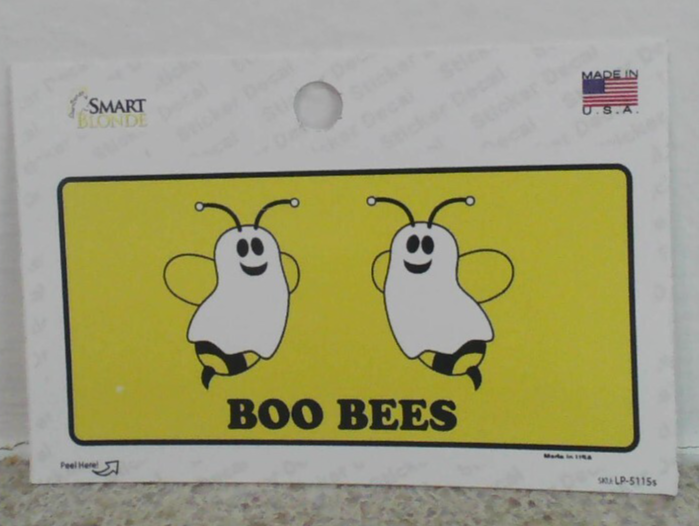 SMART
BLONDE
MADE IN
U.S.A.
BOO BEES
Peel Here!
Made in USA
SKU: LP-5115s